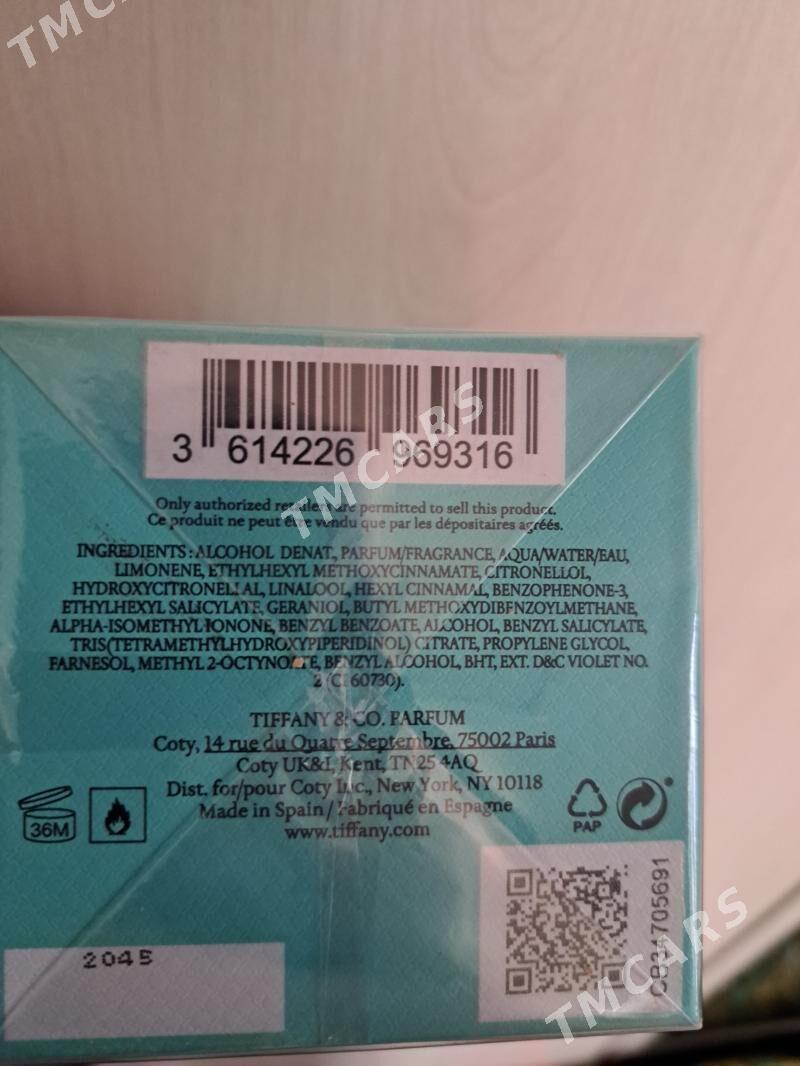 TMCARS
3 614226 969316
TMCARS
Only authorized retailers are permitted to sell this product.
Ce produit ne peut être vendu que par les dépositaires agréés.
INGREDIENTS : ALCOHOL DENAT., PARFUM/FRAGRANCE, AQUA/WATER/EAU,
LIMONENE, ETHYLHEXYL METHOXYCINNAMATE, CITRONELLOL,
HYDROXYCITRONELLAL, LINALOOL, HEXYL CINNAMAL, BENZOPHENONE-3,
ETHYLHEXYL SALICYLATE, GERANIOL, BUTYL METHOXYDIBENZOYLMETHANE,
ALPHA-ISOMETHYL IONONE, BENZYL BENZOATE, ALCOHOL, BENZYL SALICYLATE,
TRIS(TETRAMETHYLHYDROXYPIPERIDINOL) CITRATE, PROPYLENE GLYCOL,
FARNESOL, METHYL 2-OCTYNOATE, BENZYL ALCOHOL, BHT, EXT. D&C VIOLET NO.
2 (CI 60730).
TIFFANY & CO. PARFUM
Coty, 14 rue du Quatre Septembre, 75002 Paris
Coty UK&I, Kent, TN25 4AQ
Dist. for/pour Coty Inc., New York, NY 10118
Made in Spain / Fabriqué en Espagne
www.tiffany.com
36M
PAP
2045
CB34705691
TMCARS